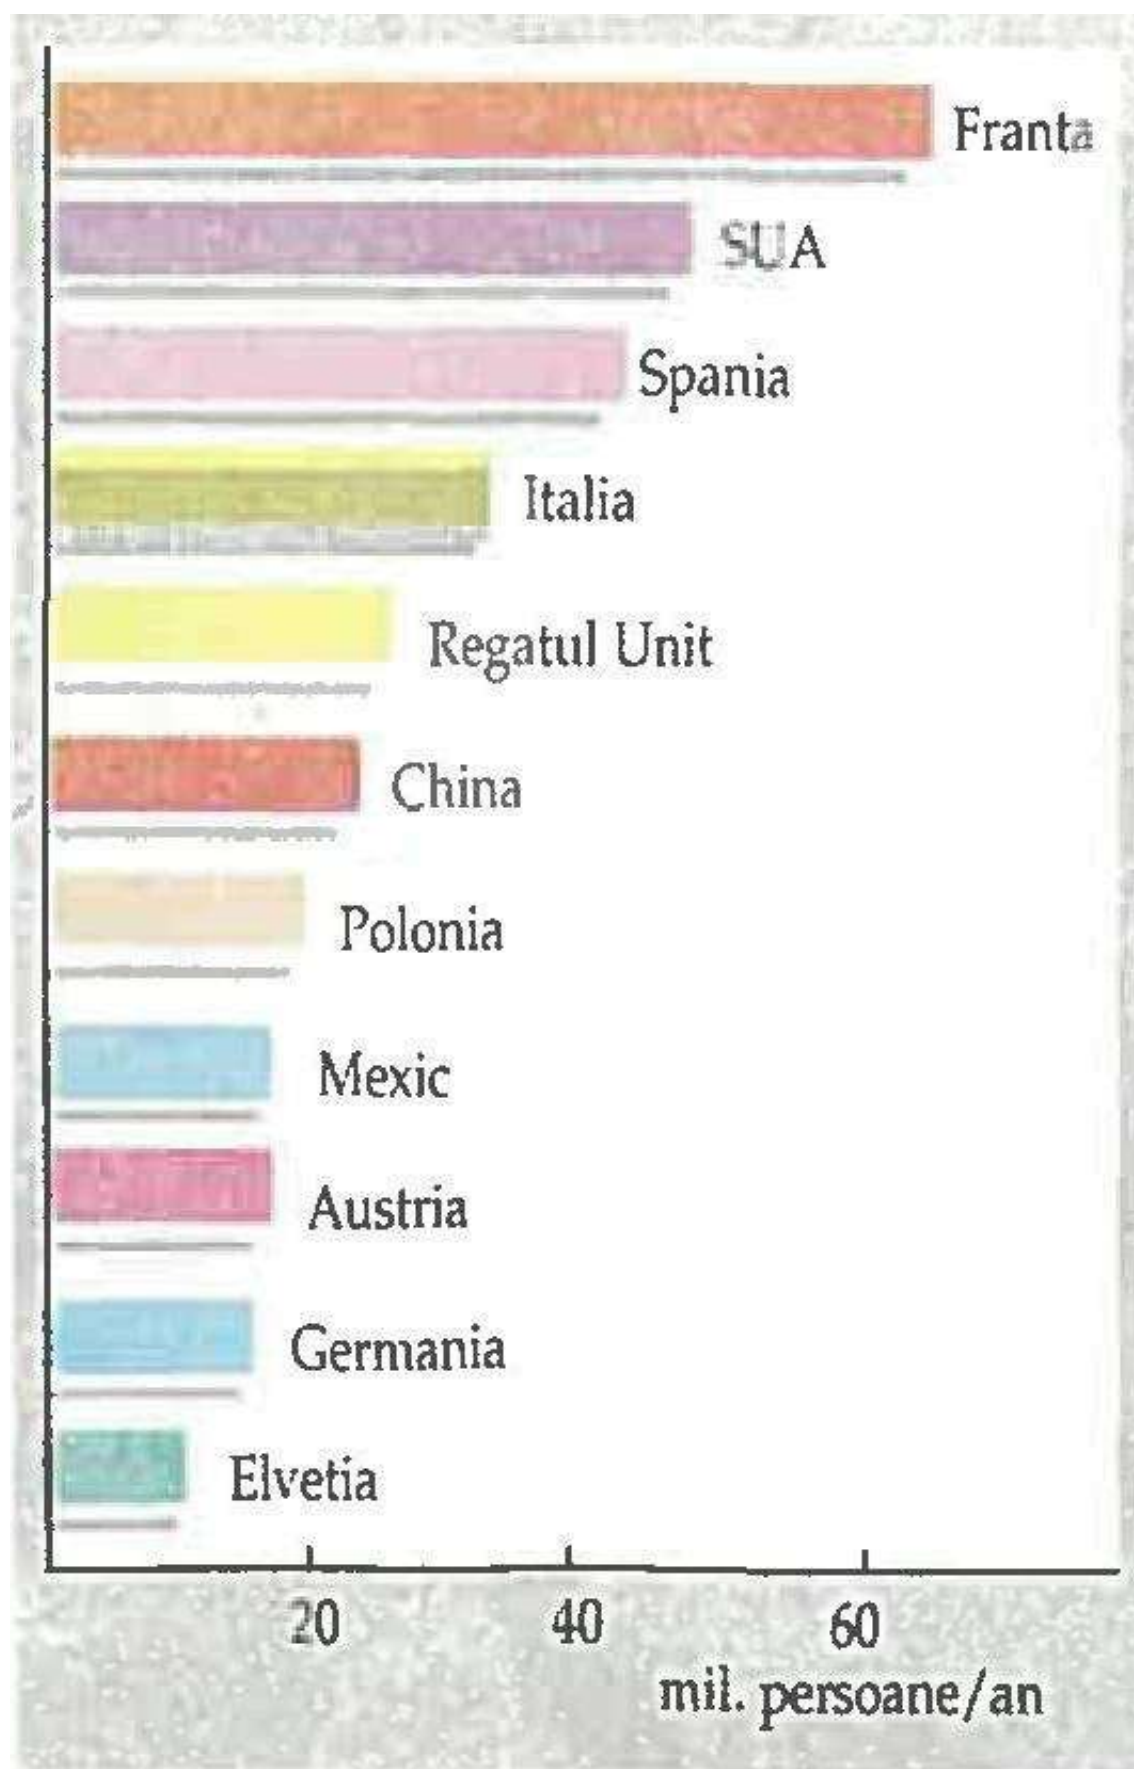 Franta
SUA
Spania
Italia
Regatul Unit
China
Polonia
Mexic
Austria
Germania
Elvetia
20 40 60
mil. persoane/an